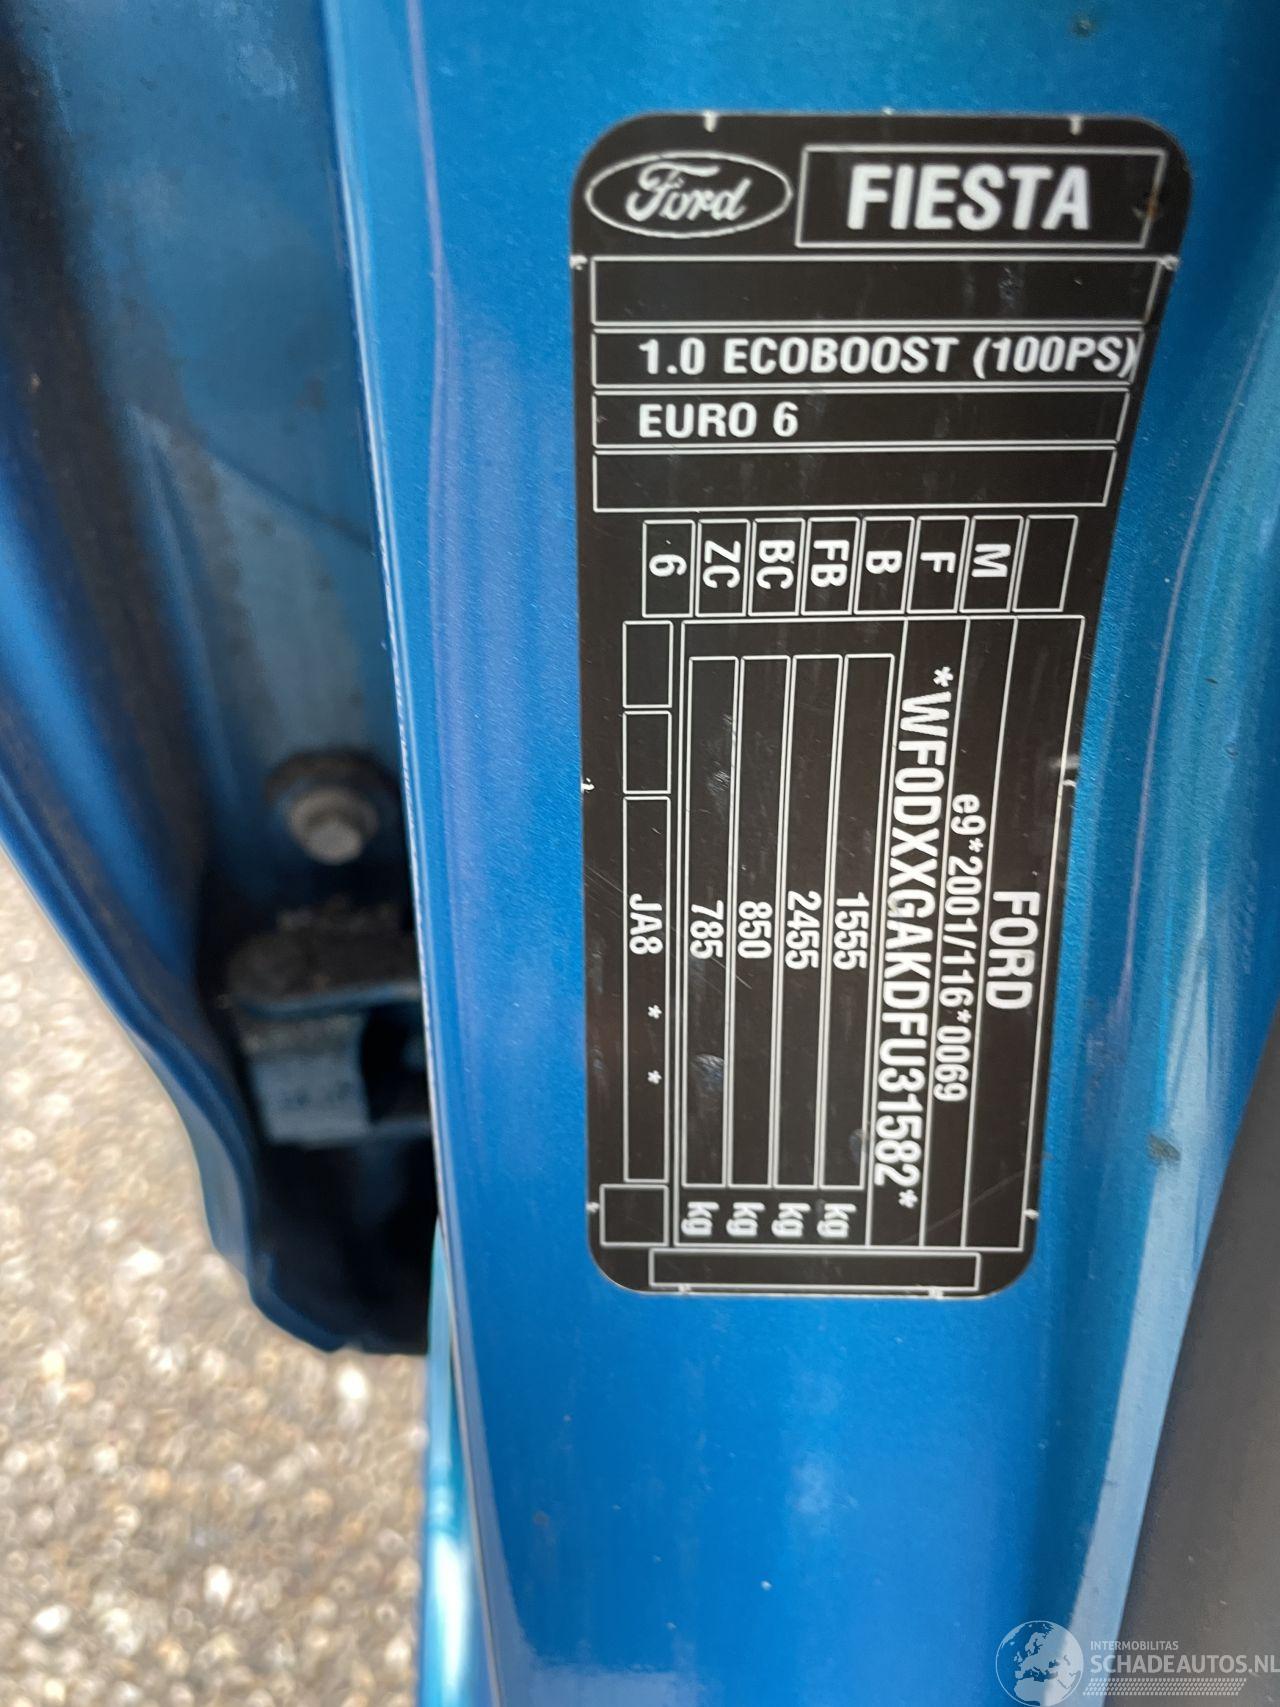 Ford FIESTA
1.0 ECOBOOST (100PS)
EURO 6
M
F
B
FB
BC
ZC
6
FORD
e9*2001/116*0069
*WF0DXXGAKDFU31582*
1555 kg
2455 kg
850 kg
785 kg
JA8 * *
INTERMOBILITAS
SCHADEAUTOS.NL